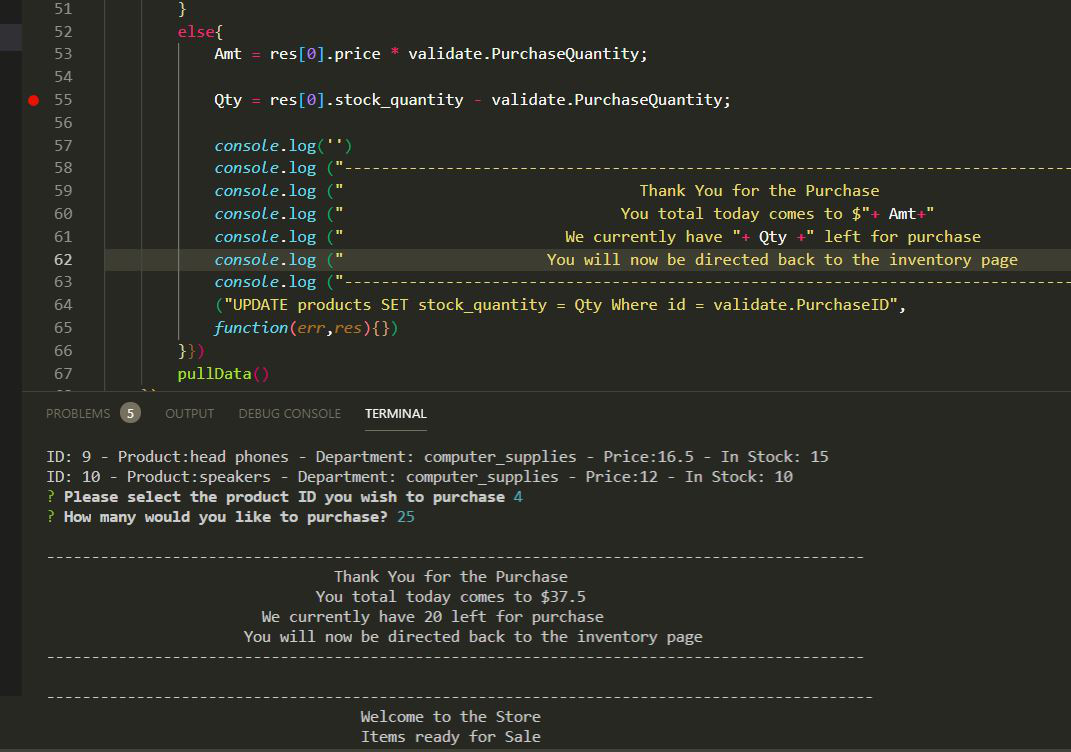 51 }
52 else{
53 Amt = res[0].price * validate.PurchaseQuantity;
54
55 Qty = res[0].stock_quantity - validate.PurchaseQuantity;
56
57 console.log('')
58 console.log ("--------------------------------------------------------------------------------
59 console.log (" Thank You for the Purchase
60 console.log (" You total today comes to $"+ Amt+"
61 console.log (" We currently have "+ Qty +" left for purchase
62 console.log (" You will now be directed back to the inventory page
63 console.log ("--------------------------------------------------------------------------------
64 ("UPDATE products SET stock_quantity = Qty Where id = validate.PurchaseID",
65 function(err,res){})
66 }})
67 pullData()
PROBLEMS 5 OUTPUT DEBUG CONSOLE TERMINAL
ID: 9 - Product:head phones - Department: computer_supplies - Price:16.5 - In Stock: 15
ID: 10 - Product:speakers - Department: computer_supplies - Price:12 - In Stock: 10
? Please select the product ID you wish to purchase 4
? How many would you like to purchase? 25
-------------------------------------------------------------------------------------------
Thank You for the Purchase
You total today comes to $37.5
We currently have 20 left for purchase
You will now be directed back to the inventory page
-------------------------------------------------------------------------------------------
--------------------------------------------------------------------------------------------
Welcome to the Store
Items ready for Sale